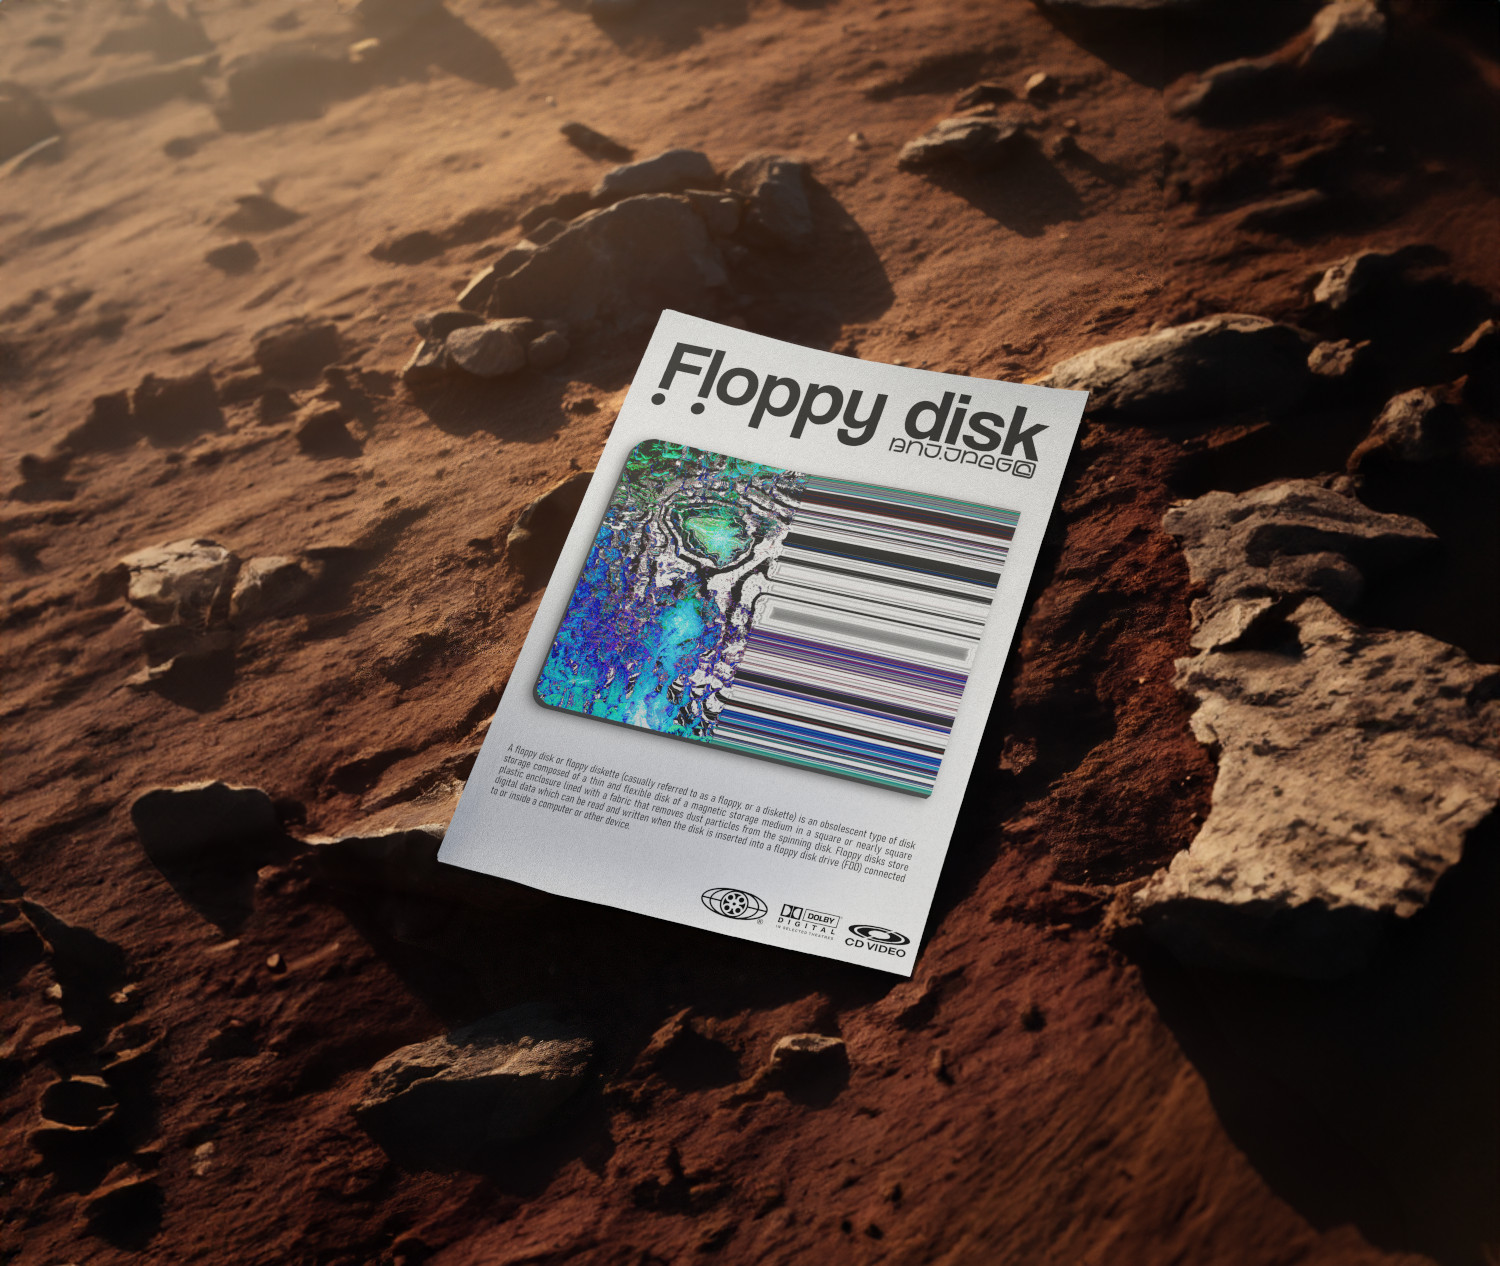 Floppy disk
A floppy disk or floppy diskette (casually referred to as a floppy, or a diskette) is an obsolescent type of disk
storage composed of a thin and flexible disk of a magnetic storage medium in a square or nearly square
plastic enclosure lined with a fabric that removes dust particles from the spinning disk. Floppy disks store
digital data which can be read and written when the disk is inserted into a floppy disk drive (FDD) connected
to or inside a computer or other device.
®
DOLBY
DIGITAL
IN SELECTED THEATRES
CD VIDEO